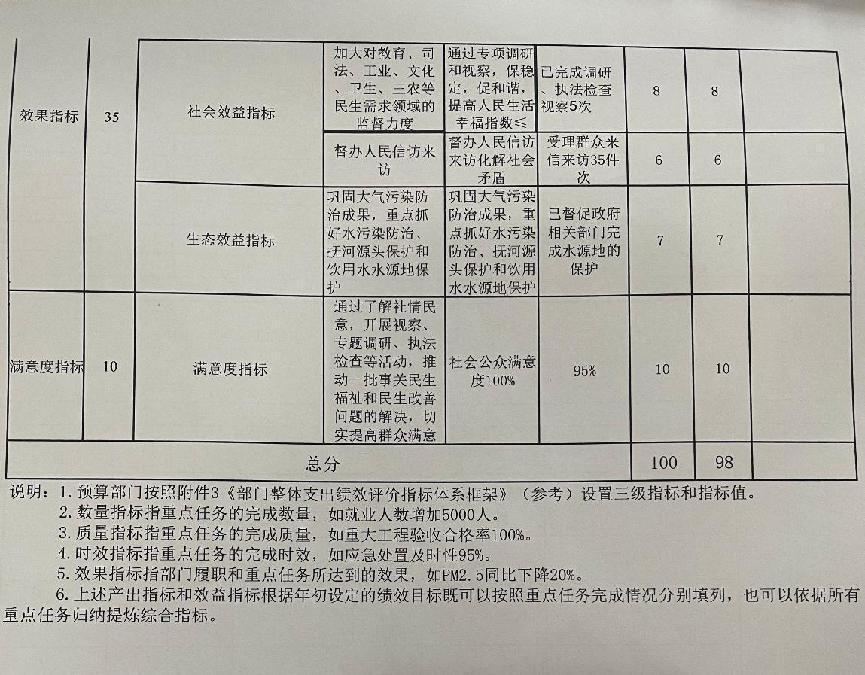 效果指标
35
社会效益指标
加大对教育、司
法、工业、文化
、卫生、三农等
民生需求领域的
监督力度
通过专项调研
和视察，保稳
定，促和谐，
提高人民生活
幸福指数≤
已完成调研
、执法检查
视察5次
8
8
督办人民信访来
访
督办人民信访
来访化解社会
矛盾
受理群众来
信来访35件
次
6
6
生态效益指标
巩固大气污染防
治成果，重点抓
好水污染防治、
抚河源头保护和
饮用水水源地保
护
巩固大气污染
防治成果，重
点抓好水污染
防治、抚河源
头保护和饮用
水水源地保护
已督促政府
相关部门完
成水源地的
保护
7
7
满意度指标
10
满意度指标
通过了解社情民
意，开展视察、
专题调研、执法
检查等活动，推
动一批事关民生
福祉和民生改善
问题的解决，切
实提高群众满意
社会公众满意
度100%
95%
10
10
总分
100
98
说明：1.预算部门按照附件3《部门整体支出绩效评价指标体系框架》（参考）设置三级指标和指标值。
2.数量指标指重点任务的完成数量，如就业人数增加5000人。
3.质量指标指重点任务的完成质量，如重大工程验收合格率100%。
4.时效指标指重点任务的完成时效，如应急处置及时性95%。
5.效果指标指部门履职和重点任务所达到的效果，如PM2.5同比下降20%。
6.上述产出指标和效益指标根据年初设定的绩效目标既可以按照重点任务完成情况分别填列，也可以依据所有
重点任务归纳提炼综合指标。